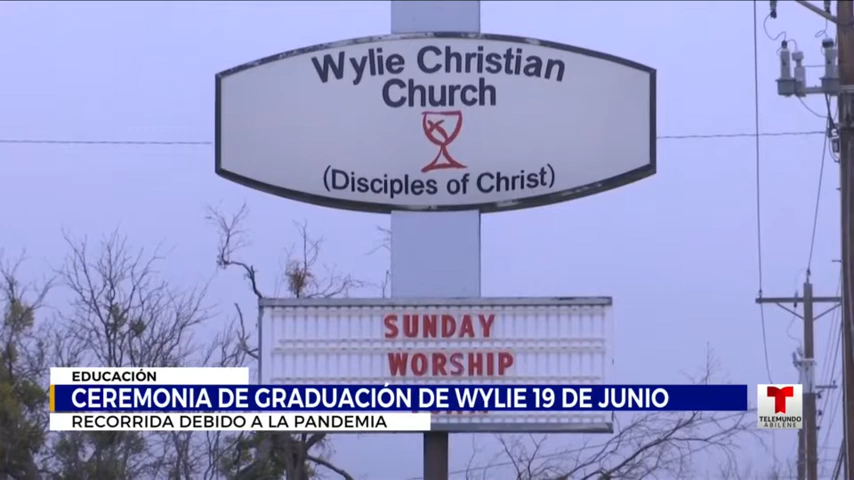 Wylie Christian
Church
(Disciples of Christ)
SUNDAY
WORSHIP
EDUCACIÓN
CEREMONIA DE GRADUACIÓN DE WYLIE 19 DE JUNIO
RECORRIDA DEBIDO A LA PANDEMIA
TELEMUNDO
ABILENE